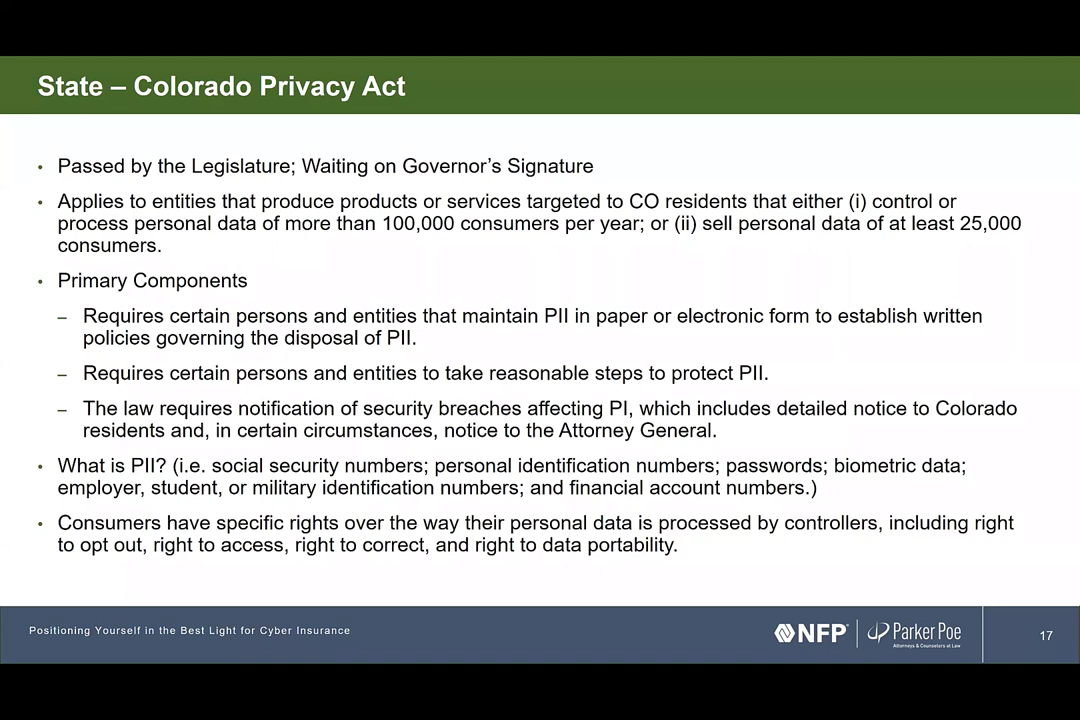 State – Colorado Privacy Act
• Passed by the Legislature; Waiting on Governor's Signature
• Applies to entities that produce products or services targeted to CO residents that either (i) control or
process personal data of more than 100,000 consumers per year; or (ii) sell personal data of at least 25,000
consumers.
• Primary Components
– Requires certain persons and entities that maintain PII in paper or electronic form to establish written
policies governing the disposal of PII.
– Requires certain persons and entities to take reasonable steps to protect PII.
– The law requires notification of security breaches affecting PI, which includes detailed notice to Colorado
residents and, in certain circumstances, notice to the Attorney General.
• What is PII? (i.e. social security numbers; personal identification numbers; passwords; biometric data;
employer, student, or military identification numbers; and financial account numbers.)
• Consumers have specific rights over the way their personal data is processed by controllers, including right
to opt out, right to access, right to correct, and right to data portability.
Positioning Yourself in the Best Light for Cyber Insurance
NFP®
Parker Poe
Attorneys & Counselors at Law
17